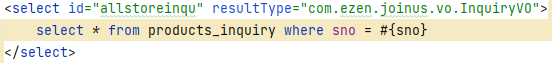 <select id="allstoreinqu" resultType="com.ezen.joinus.vo.InquiryVO">
    select * from products_inquiry where sno = #{sno}
</select>